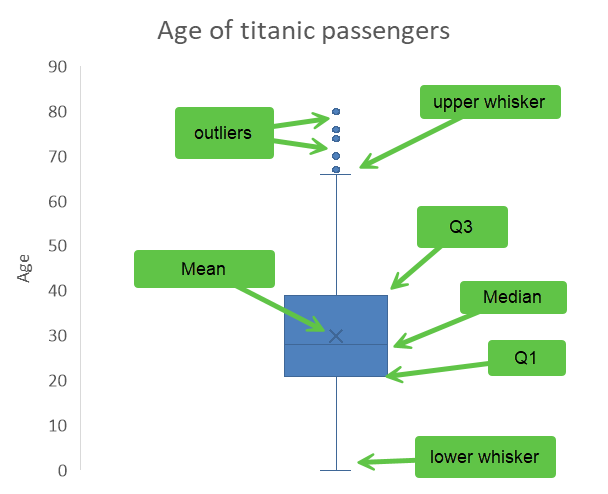 Age of titanic passengers
90
80
70
60
50
40
30
20
10
0
Age
outliers
upper whisker
Q3
Mean
Median
Q1
lower whisker